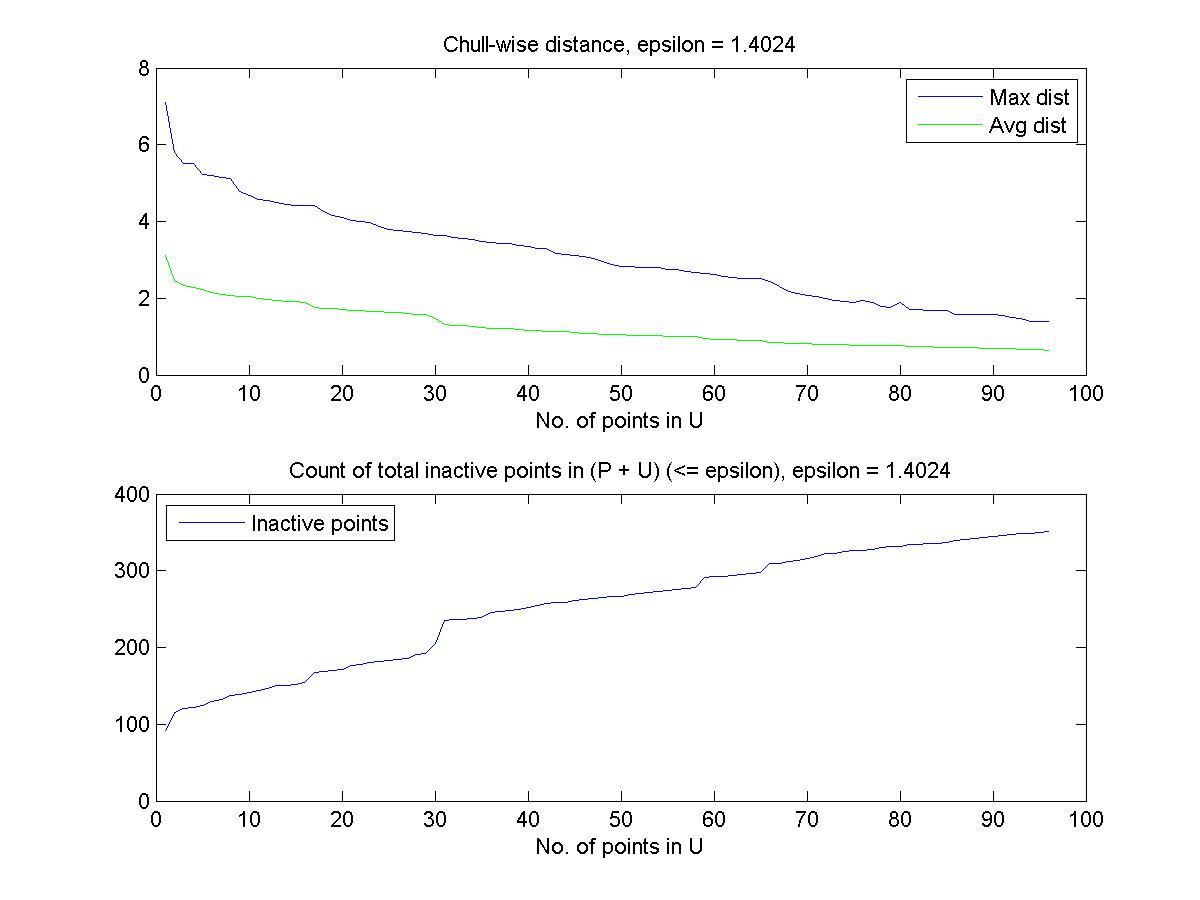 Chull-wise distance, epsilon = 1.4024
8
6
4
2
0
Max dist
Avg dist
0 10 20 30 40 50 60 70 80 90 100
No. of points in U
Count of total inactive points in (P + U) (<= epsilon), epsilon = 1.4024
400
300
200
100
0
Inactive points
0 10 20 30 40 50 60 70 80 90 100
No. of points in U